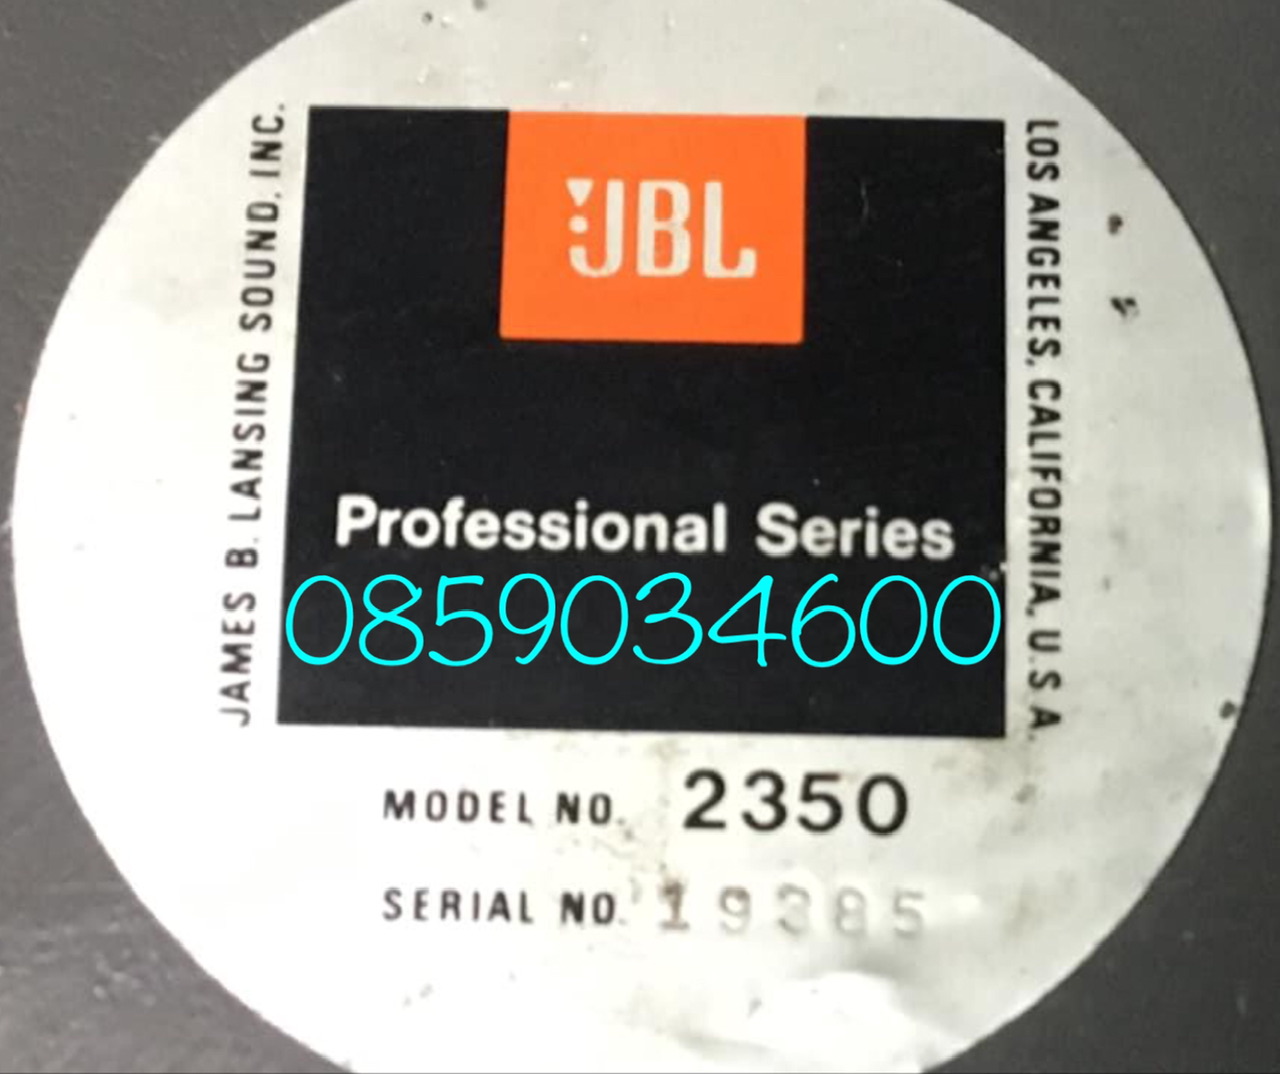 JBL
JAMES B. LANSING SOUND, INC.
LOS ANGELES, CALIFORNIA, U.S.A.
Professional Series
0859034600
MODEL NO. 2350
SERIAL NO. 19385